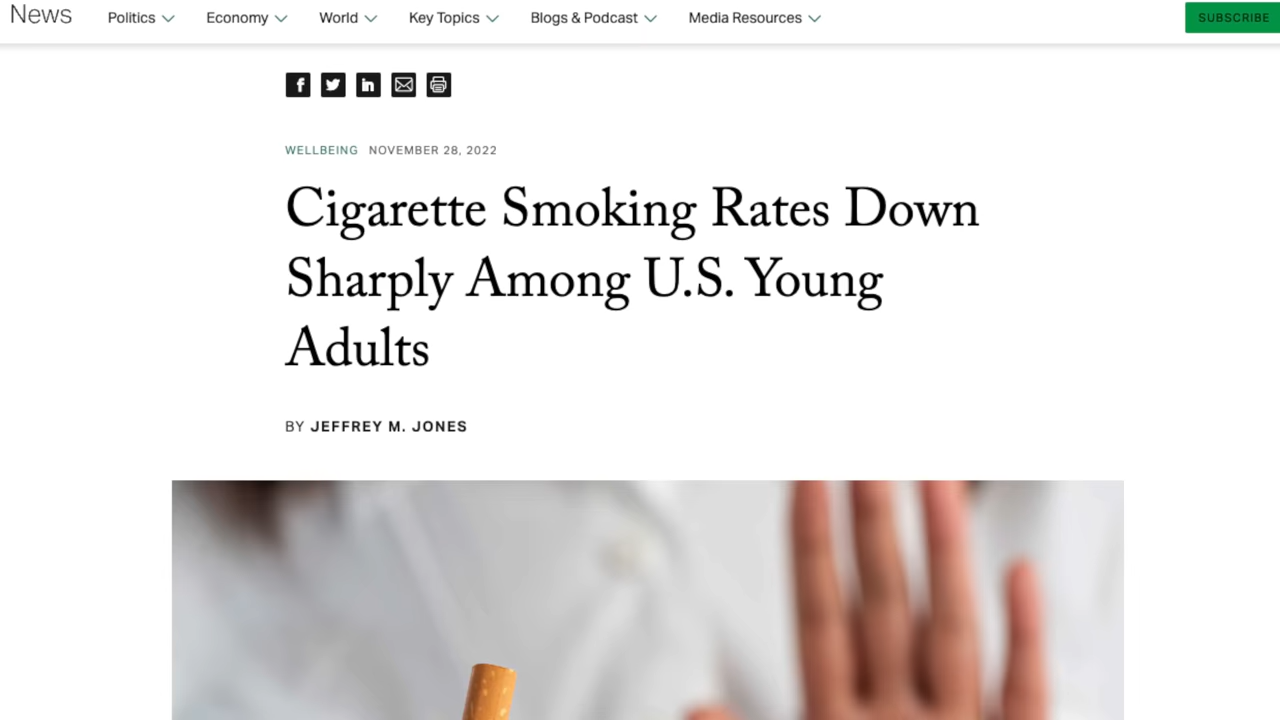 News Politics Economy World Key Topics Blogs & Podcast Media Resources SUBSCRIBE
WELLBEING NOVEMBER 28, 2022
Cigarette Smoking Rates Down
Sharply Among U.S. Young
Adults
BY JEFFREY M. JONES